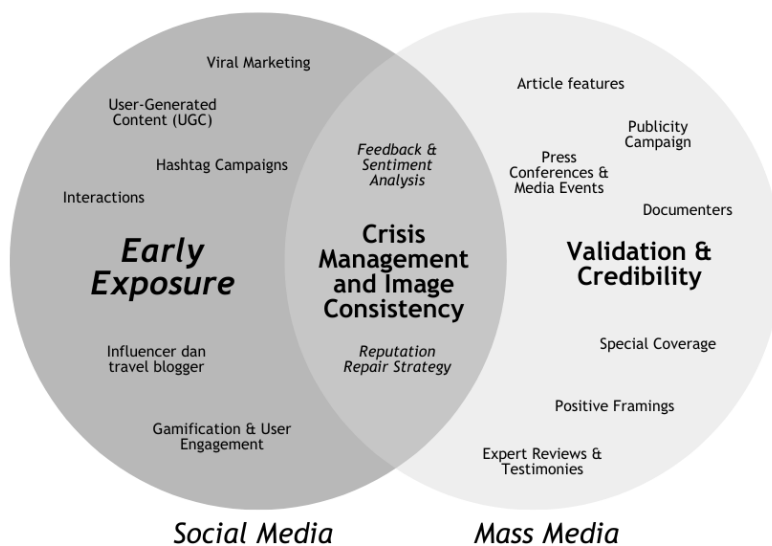 Viral Marketing
User-Generated
Content (UGC)
Hashtag Campaigns
Interactions
Early
Exposure
Influencer dan
travel blogger
Gamification & User
Engagement
Feedback &
Sentiment
Analysis
Crisis
Management
and Image
Consistency
Reputation
Repair Strategy
Article features
Publicity
Campaign
Press
Conferences &
Media Events
Documenters
Validation &
Credibility
Special Coverage
Positive Framings
Expert Reviews &
Testimonies
Social Media
Mass Media